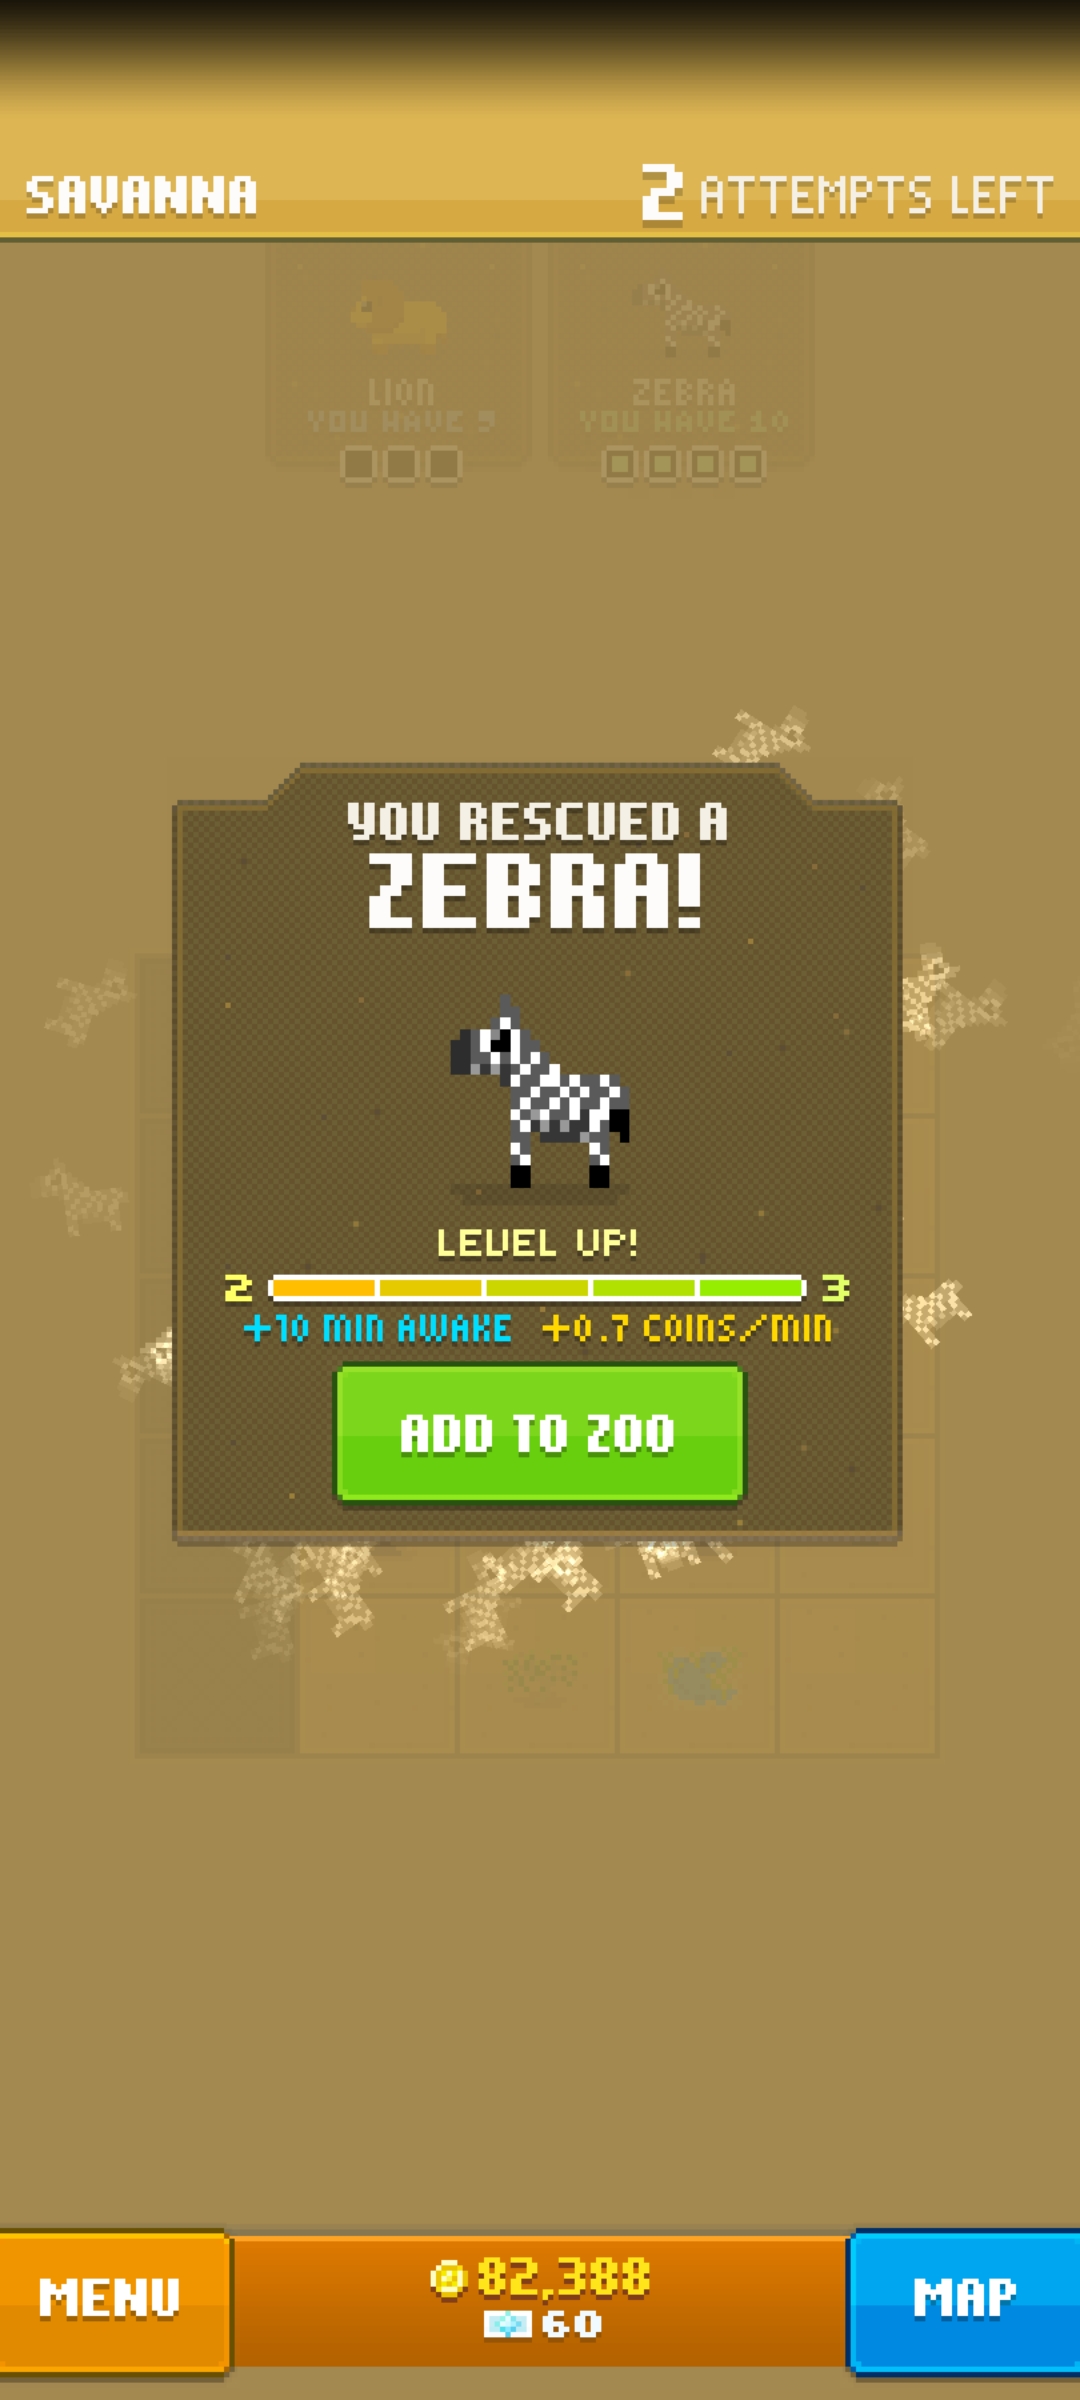 SAVANNA
2 ATTEMPTS LEFT
LION
YOU HAVE 9
ZEBRA
YOU HAVE 10
YOU RESCUED A
ZEBRA!
LEVEL UP!
2 3
+10 MIN AWAKE +0.7 COINS/MIN
ADD TO ZOO
MENU
82,388
60
MAP